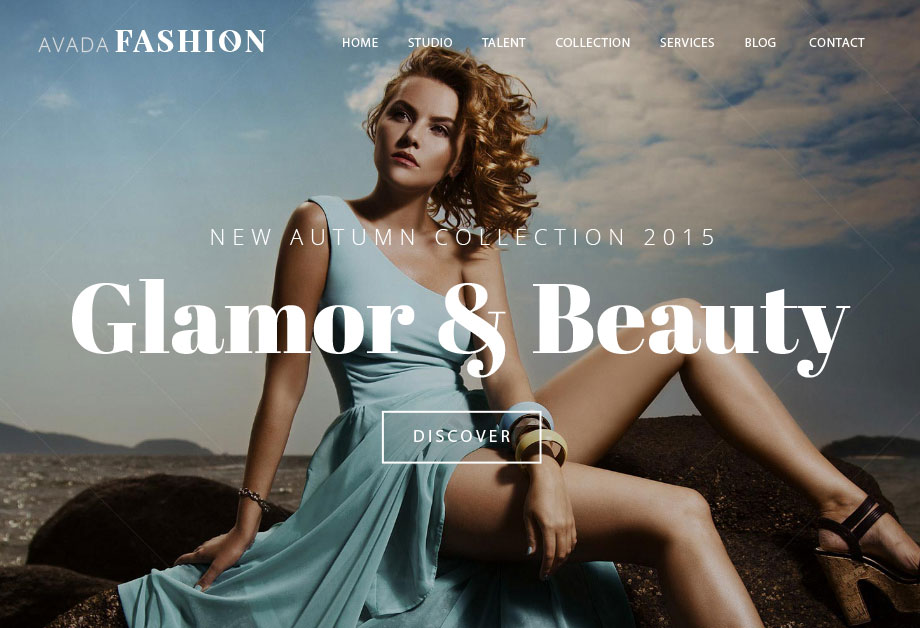 AVADA FASHION
HOME STUDIO TALENT COLLECTION SERVICES BLOG CONTACT
NEW AUTUMN COLLECTION 2015
Glamor & Beauty
DISCOVER